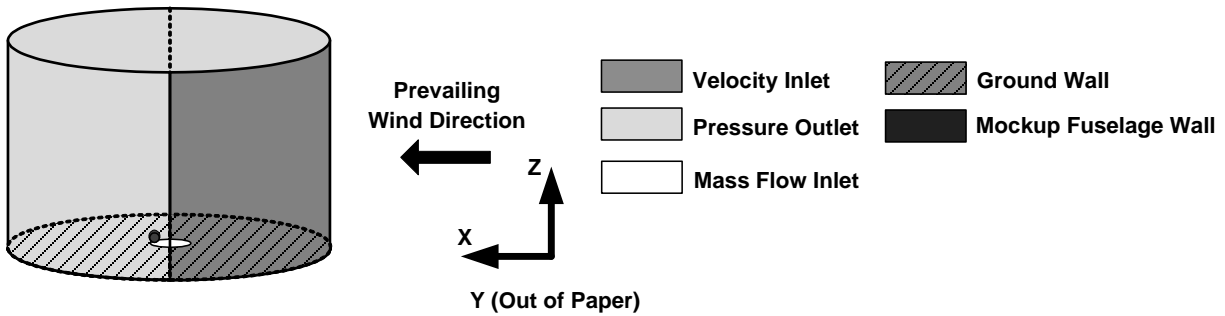 Prevailing
Wind Direction
Z
X
Y (Out of Paper)
Velocity Inlet
Pressure Outlet
Mass Flow Inlet
Ground Wall
Mockup Fuselage Wall